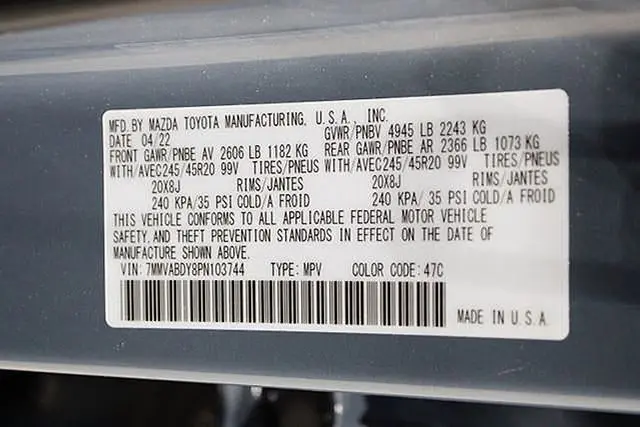 MFD. BY MAZDA TOYOTA MANUFACTURING, U.S.A., INC.
DATE 04/22 GVWR/PNBV 4945 LB 2243 KG
FRONT GAWR/PNBE AV 2606 LB 1182 KG REAR GAWR/PNBE AR 2366 LB 1073 KG
WITH/AVEC245/45R20 99V TIRES/PNEUS WITH/AVEC245/45R20 99V TIRES/PNEUS
20X8J RIMS/JANTES 20X8J RIMS/JANTES
240 KPA/35 PSI COLD/A FROID 240 KPA/ 35 PSI COLD/A FROID
THIS VEHICLE CONFORMS TO ALL APPLICABLE FEDERAL MOTOR VEHICLE
SAFETY, AND THEFT PREVENTION STANDARDS IN EFFECT ON THE DATE OF
MANUFACTURE SHOWN ABOVE.
VIN: 7MMVABDY8PN103744 TYPE: MPV COLOR CODE: 47C
MADE IN U.S.A.